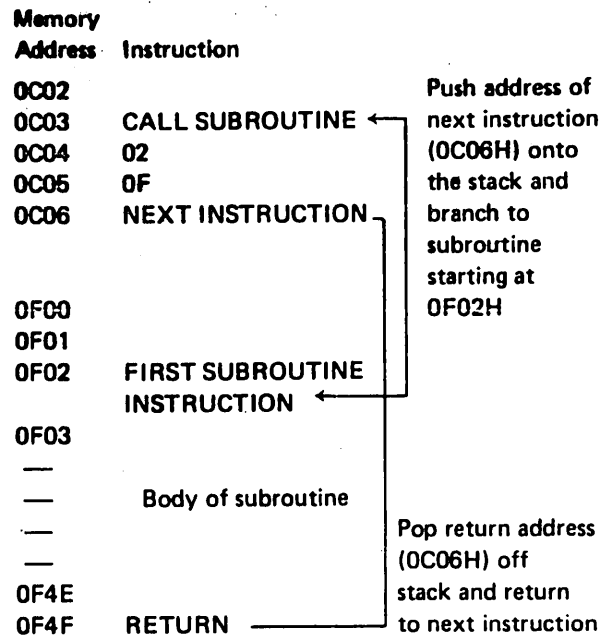 Memory
Address Instruction
0C02 Push address of
0C03 CALL SUBROUTINE next instruction
0C04 02 (0C06H) onto
0C05 0F the stack and
0C06 NEXT INSTRUCTION branch to
subroutine
starting at
0F00 0F02H
0F01
0F02 FIRST SUBROUTINE
INSTRUCTION
0F03
—
— Body of subroutine
— Pop return address
— (0C06H) off
0F4E stack and return
0F4F RETURN to next instruction